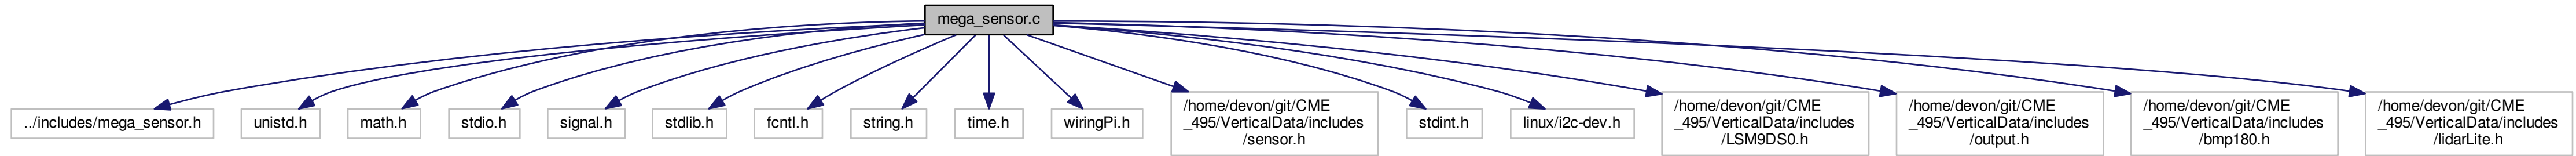 mega_sensor.c
../includes/mega_sensor.h
unistd.h
math.h
stdio.h
signal.h
stdlib.h
fcntl.h
string.h
time.h
wiringPi.h
/home/devon/git/CME
_495/VerticalData/includes
/sensor.h
stdint.h
linux/i2c-dev.h
/home/devon/git/CME
_495/VerticalData/includes
/LSM9DS0.h
/home/devon/git/CME
_495/VerticalData/includes
/output.h
/home/devon/git/CME
_495/VerticalData/includes
/bmp180.h
/home/devon/git/CME
_495/VerticalData/includes
/lidarLite.h